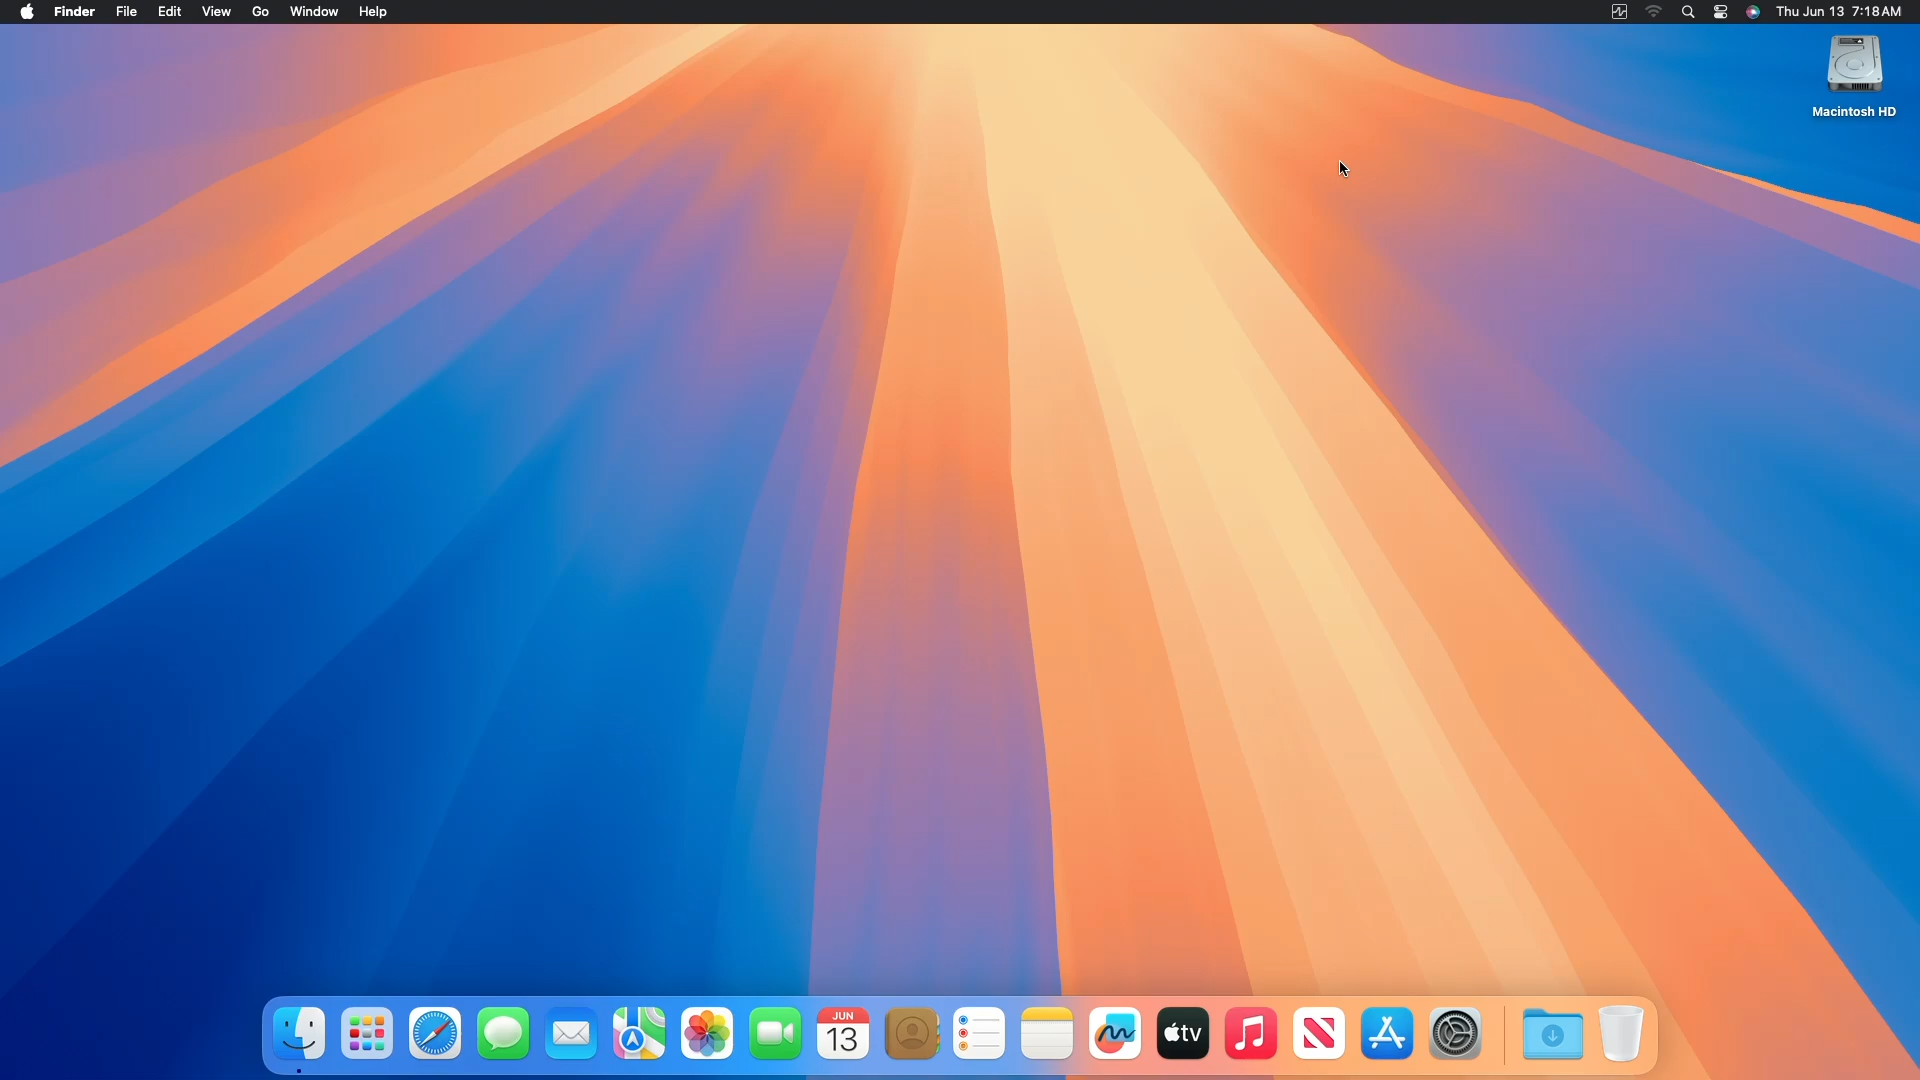 Finder File Edit View Go Window Help Thu Jun 13 7:18 AM
Macintosh HD
JUN
13
tv